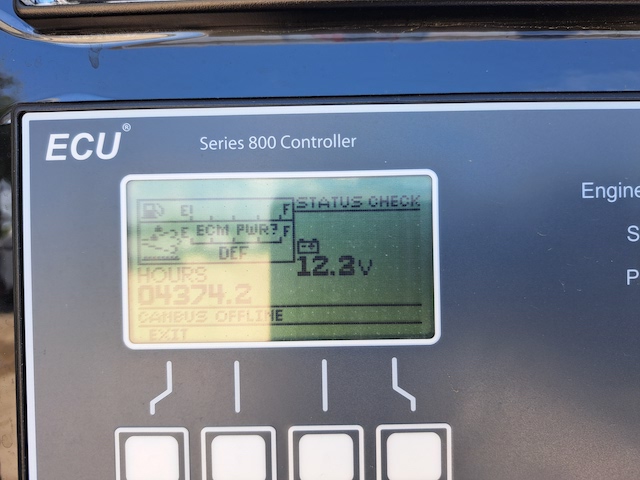 ECU®
Series 800 Controller
Engine
S
P
E F
STATUS CHECK
E ECM PWR? F
DEF
12.3V
HOURS
04374.2
CANBUS OFFLINE
EXIT